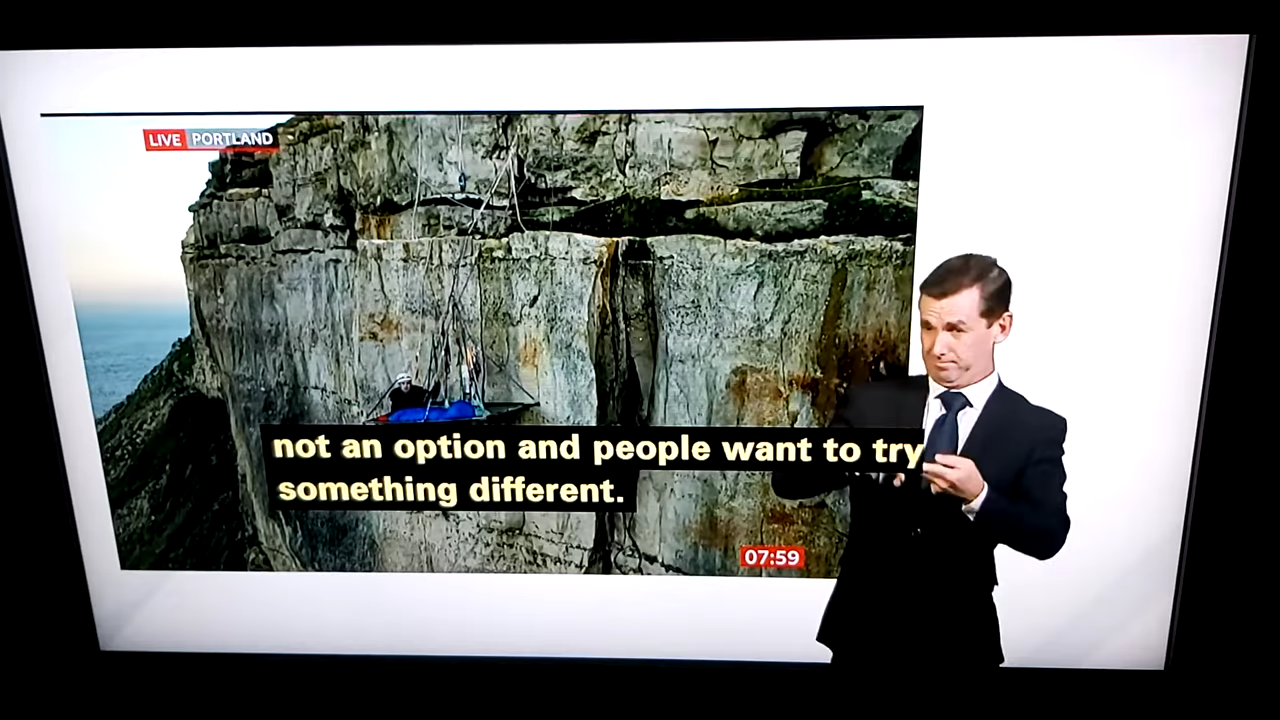 LIVE PORTLAND
not an option and people want to try
something different.
07:59